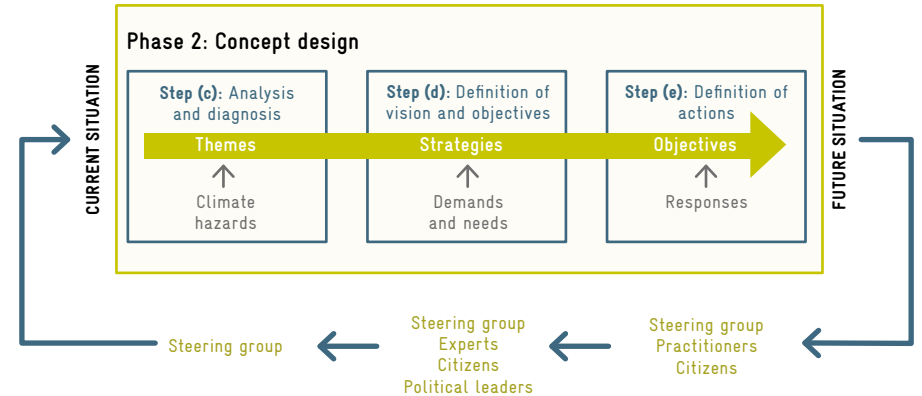 Phase 2: Concept design
CURRENT SITUATION
Step (c): Analysis
and diagnosis
Themes
Climate
hazards
Step (d): Definition of
vision and objectives
Strategies
Demands
and needs
Step (e): Definition of
actions
Objectives
Responses
FUTURE SITUATION
Steering group
Steering group
Experts
Citizens
Political leaders
Steering group
Practitioners
Citizens